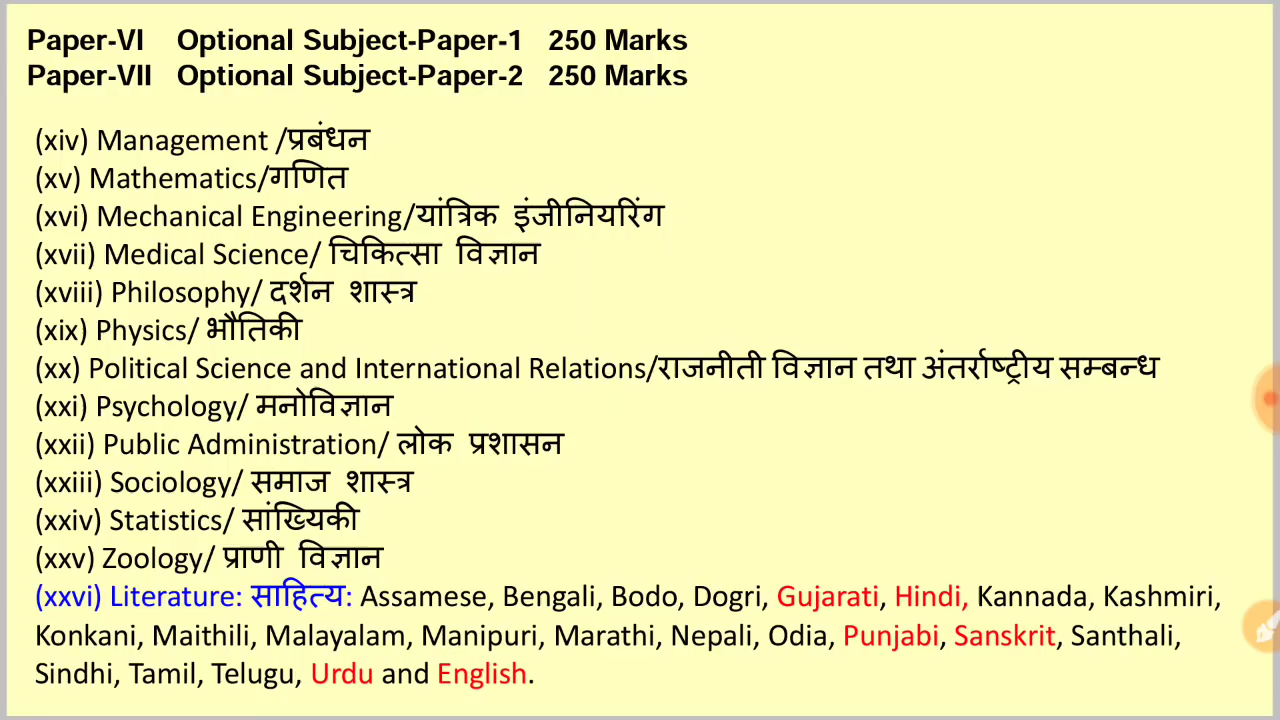 Paper-VI Optional Subject-Paper-1 250 Marks
Paper-VII Optional Subject-Paper-2 250 Marks
(xiv) Management /प्रबंधन
(xv) Mathematics/गणित
(xvi) Mechanical Engineering/यांत्रिक इंजीनियरिंग
(xvii) Medical Science/ चिकित्सा विज्ञान
(xviii) Philosophy/ दर्शन शास्त्र
(xix) Physics/ भौतिकी
(xx) Political Science and International Relations/राजनीती विज्ञान तथा अंतर्राष्ट्रीय सम्बन्ध
(xxi) Psychology/ मनोविज्ञान
(xxii) Public Administration/ लोक प्रशासन
(xxiii) Sociology/ समाज शास्त्र
(xxiv) Statistics/ सांख्यिकी
(xxv) Zoology/ प्राणी विज्ञान
(xxvi) Literature: साहित्य: Assamese, Bengali, Bodo, Dogri, Gujarati, Hindi, Kannada, Kashmiri,
Konkani, Maithili, Malayalam, Manipuri, Marathi, Nepali, Odia, Punjabi, Sanskrit, Santhali,
Sindhi, Tamil, Telugu, Urdu and English.